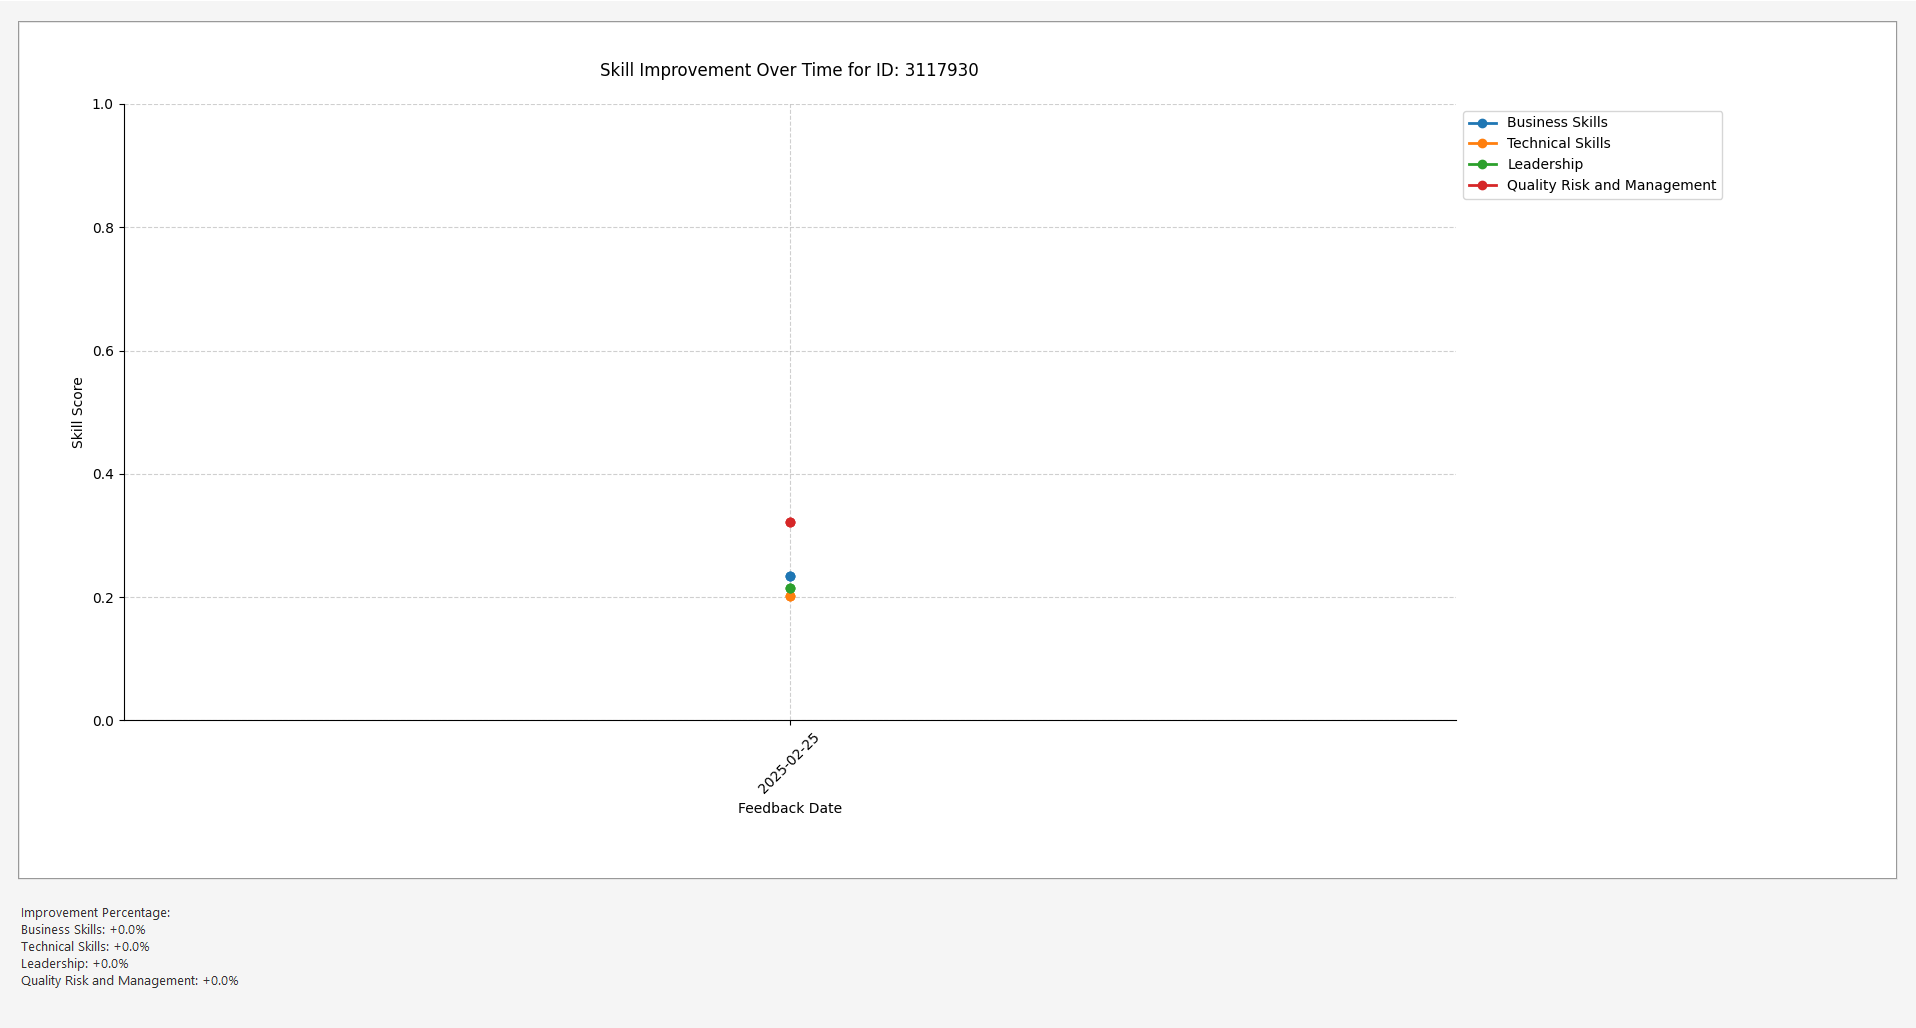 Skill Improvement Over Time for ID: 3117930
1.0
0.8
0.6
0.4
0.2
0.0
Skill Score
2025-02-25
Feedback Date
Business Skills
Technical Skills
Leadership
Quality Risk and Management
Improvement Percentage:
Business Skills: +0.0%
Technical Skills: +0.0%
Leadership: +0.0%
Quality Risk and Management: +0.0%